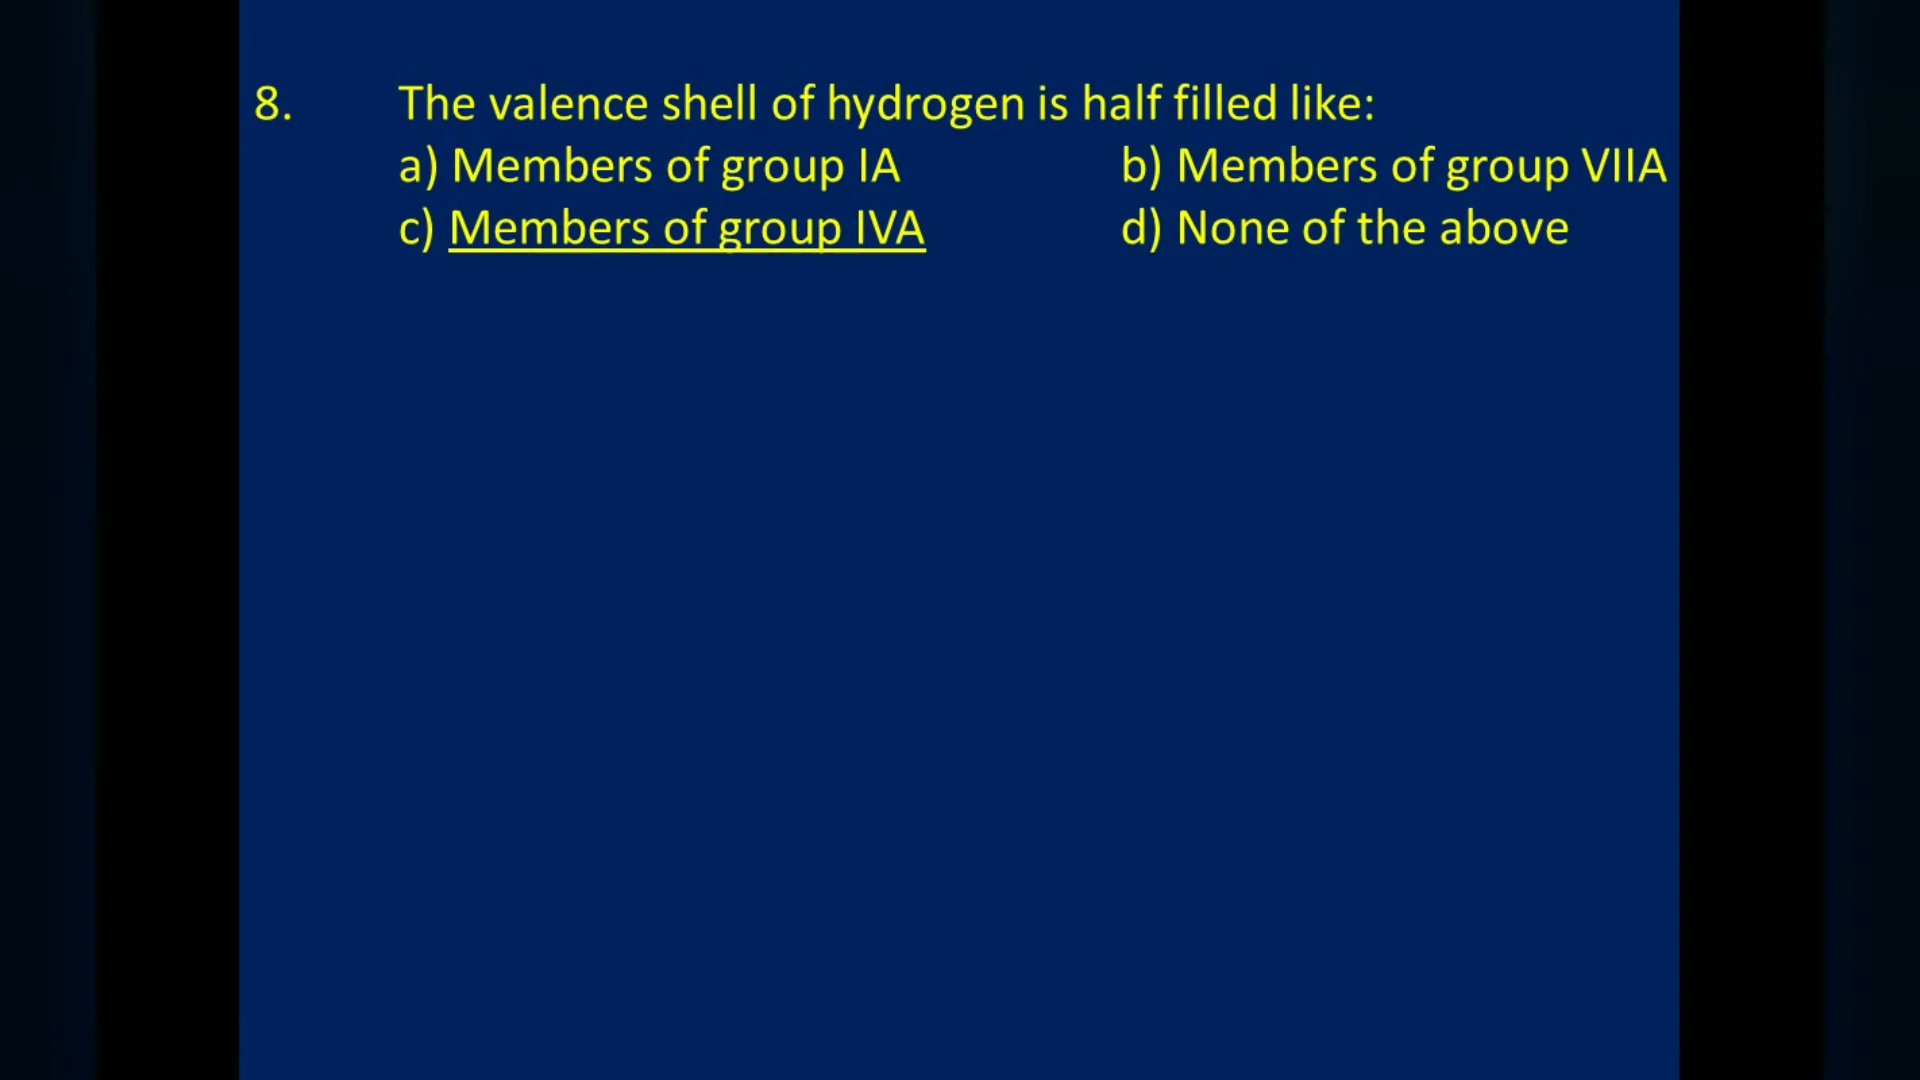 8. The valence shell of hydrogen is half filled like:
a) Members of group IA b) Members of group VIIA
c) Members of group IVA d) None of the above